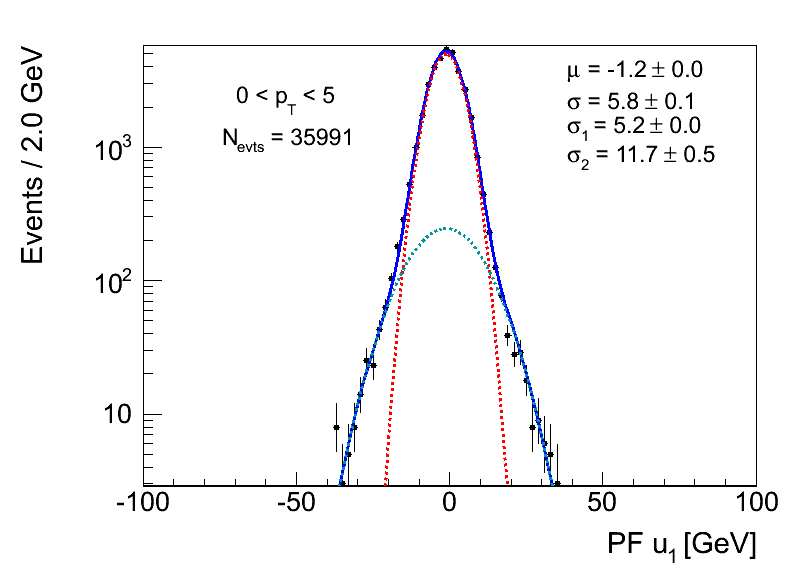 Events / 2.0 GeV
0 < p_T < 5
N_evts = 35991
μ = -1.2 ± 0.0
σ = 5.8 ± 0.1
σ_1 = 5.2 ± 0.0
σ_2 = 11.7 ± 0.5
10^3
10^2
10
-100 -50 0 50 100
PF u_1 [GeV]